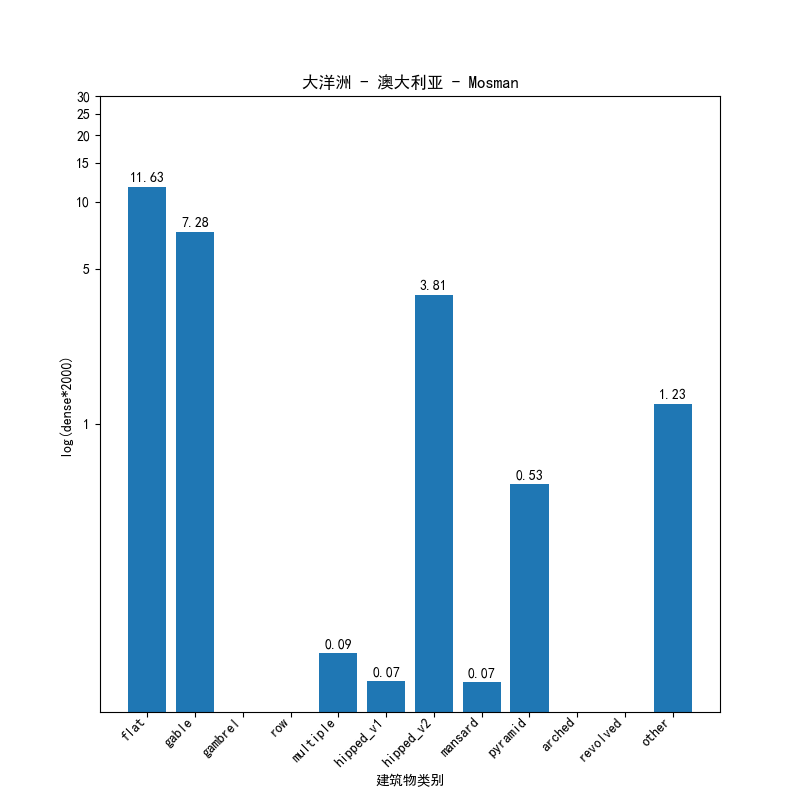 大洋洲 - 澳大利亚 - Mosman
30
25
20
15
10
5
1
log(dense*2000)
11.63
7.28
0.09
0.07
3.81
0.07
0.53
1.23
flat
gable
gambrel
row
multiple
hipped_v1
hipped_v2
mansard
pyramid
arched
revolved
other
建筑物类别